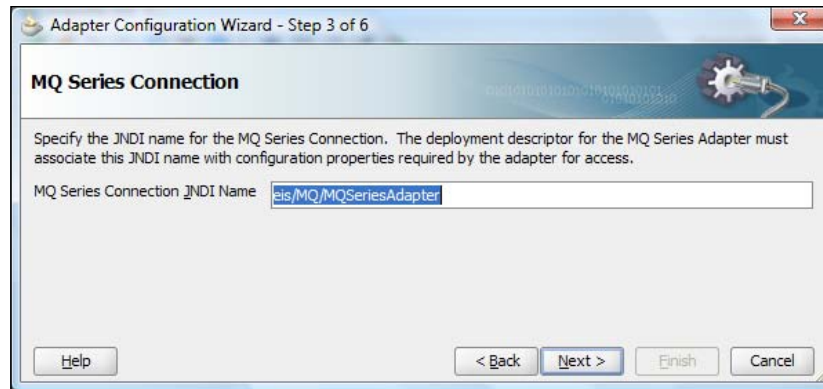 Adapter Configuration Wizard - Step 3 of 6
MQ Series Connection
Specify the JNDI name for the MQ Series Connection. The deployment descriptor for the MQ Series Adapter must
associate this JNDI name with configuration properties required by the adapter for access.
MQ Series Connection JNDI Name eis/MQ/MQSeriesAdapter
Help < Back Next > Finish Cancel